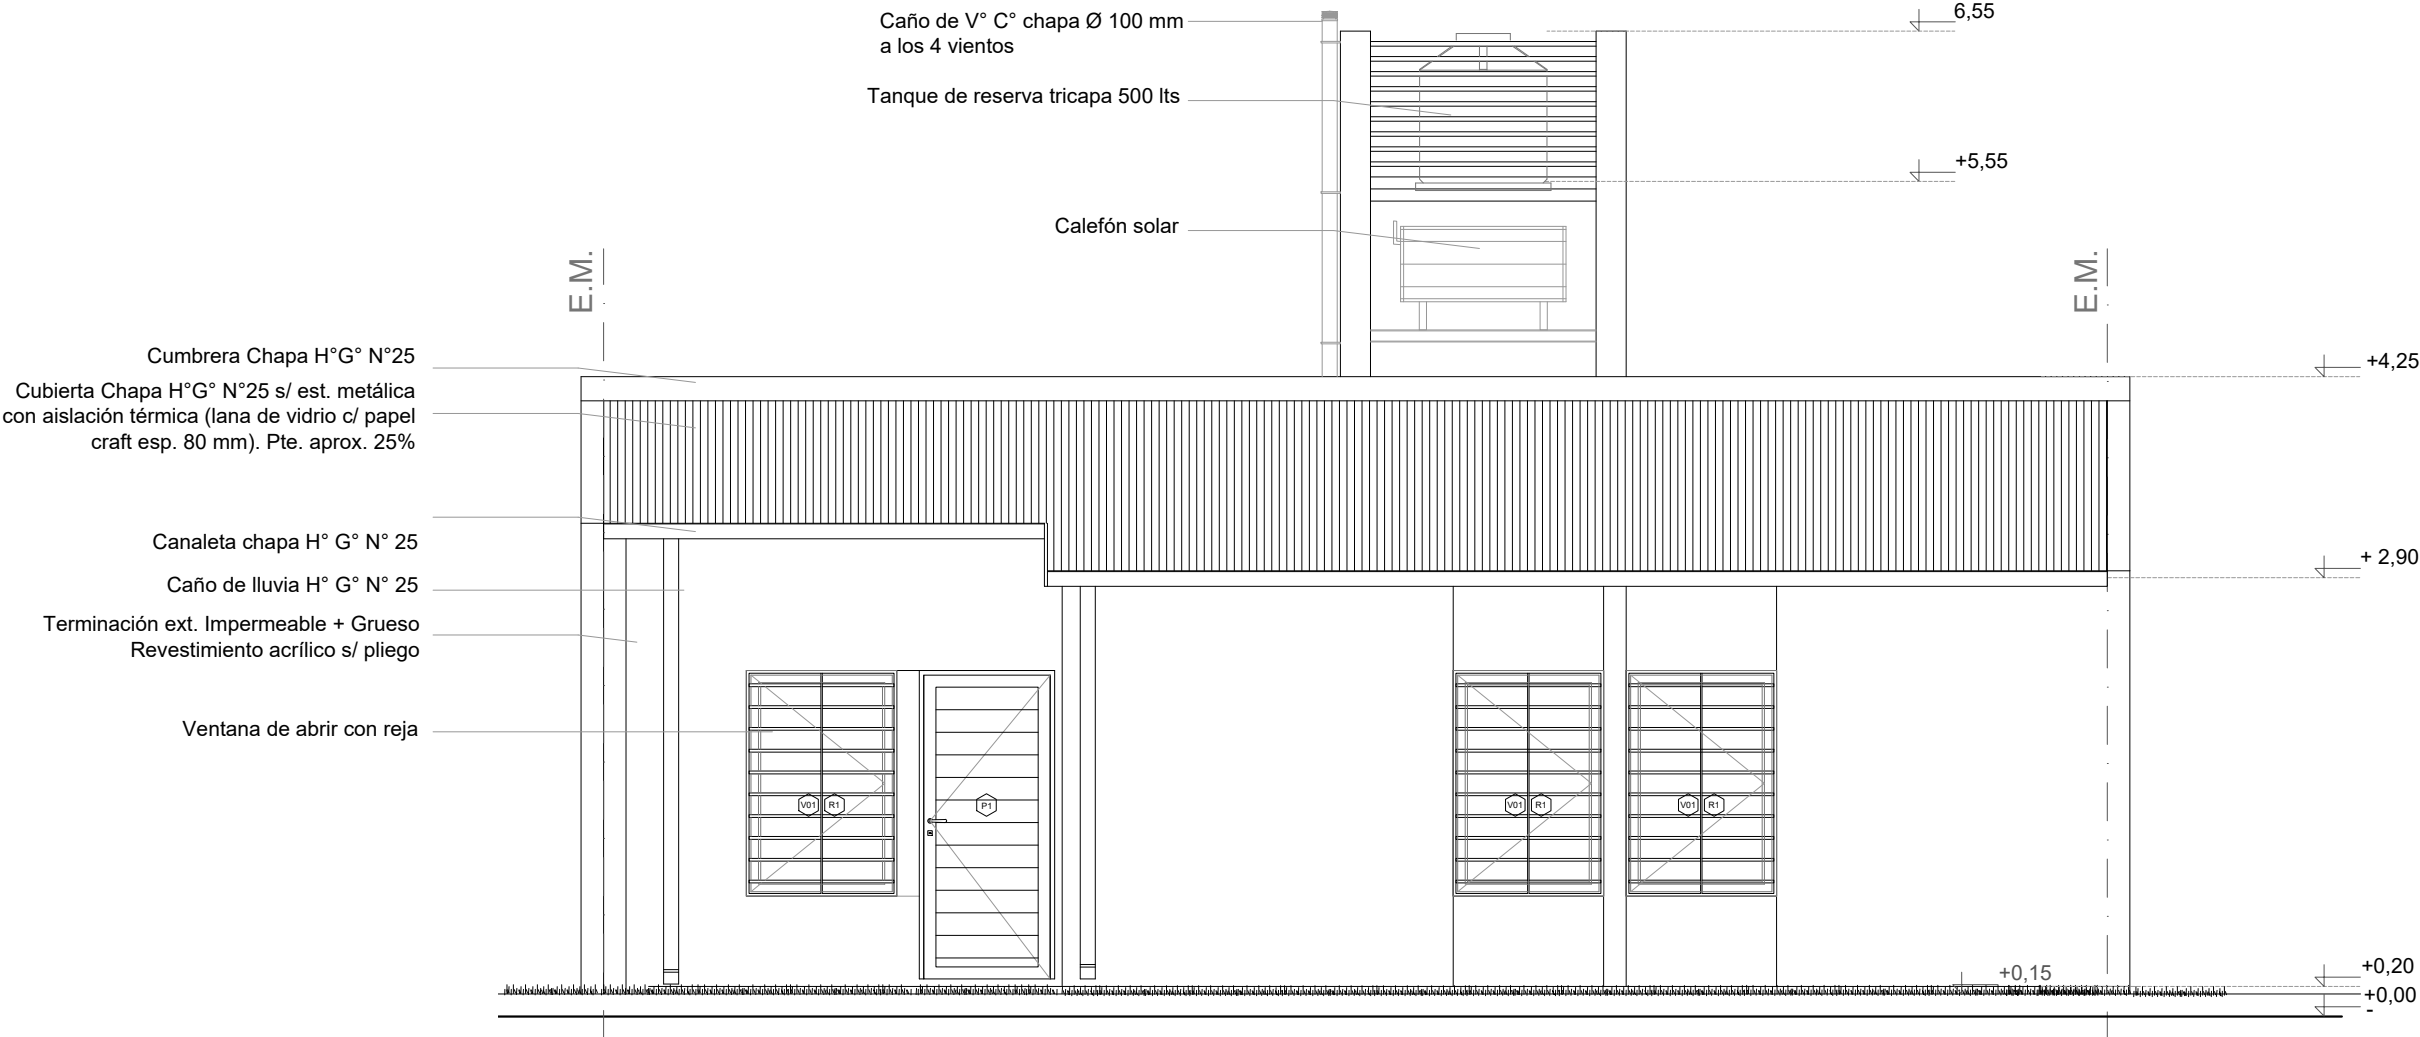 Caño de V° C° chapa Ø 100 mm
a los 4 vientos
6,55
Tanque de reserva tricapa 500 lts
+5,55
Calefón solar
E.M.
E.M.
Cumbrera Chapa H°G° N°25
+4,25
Cubierta Chapa H°G° N°25 s/ est. metálica
con aislación térmica (lana de vidrio c/ papel
craft esp. 80 mm). Pte. aprox. 25%
Canaleta chapa H° G° N° 25
+ 2,90
Caño de lluvia H° G° N° 25
Terminación ext. Impermeable + Grueso
Revestimiento acrílico s/ pliego
Ventana de abrir con reja
V01 R1
P1
V01 R1
V01 R1
+0,15
+0,20
+0,00
-